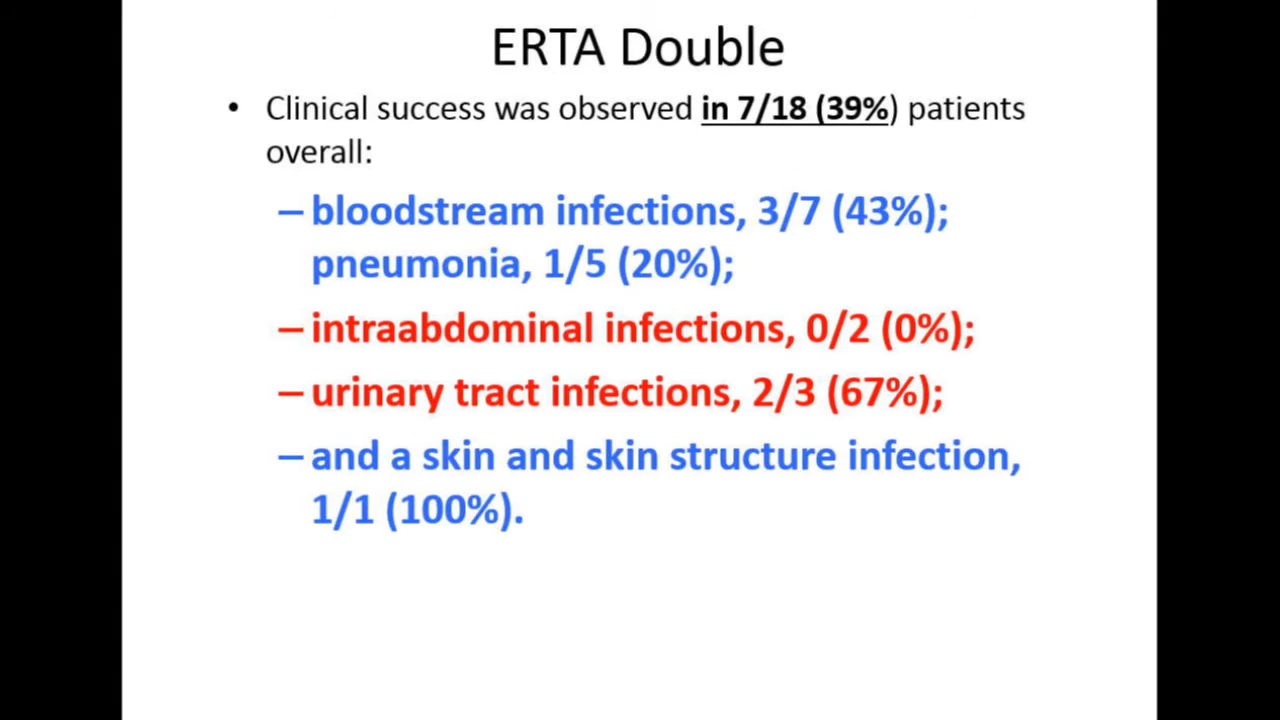 ERTA Double
• Clinical success was observed in 7/18 (39%) patients
overall:
– bloodstream infections, 3/7 (43%);
pneumonia, 1/5 (20%);
– intraabdominal infections, 0/2 (0%);
– urinary tract infections, 2/3 (67%);
– and a skin and skin structure infection,
1/1 (100%).